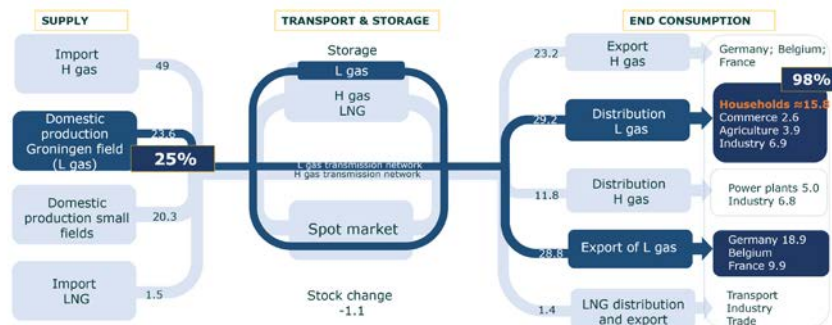 SUPPLY
TRANSPORT & STORAGE
END CONSUMPTION
Import
H gas
49
Domestic
production
Groningen field
(L gas)
23.6
25%
Domestic
production small
fields
20.3
Import
LNG
1.5
Storage
L gas
H gas
LNG
L gas transmission network
H gas transmission network
Spot market
Stock change
-1.1
23.2
Export
H gas
Germany; Belgium;
France
98%
29.2
Distribution
L gas
Households ≈15.8
Commerce 2.6
Agriculture 3.9
Industry 6.9
11.8
Distribution
H gas
Power plants 5.0
Industry 6.8
28.8
Export of L gas
Germany 18.9
Belgium
France 9.9
1.4
LNG distribution
and export
Transport
Industry
Trade